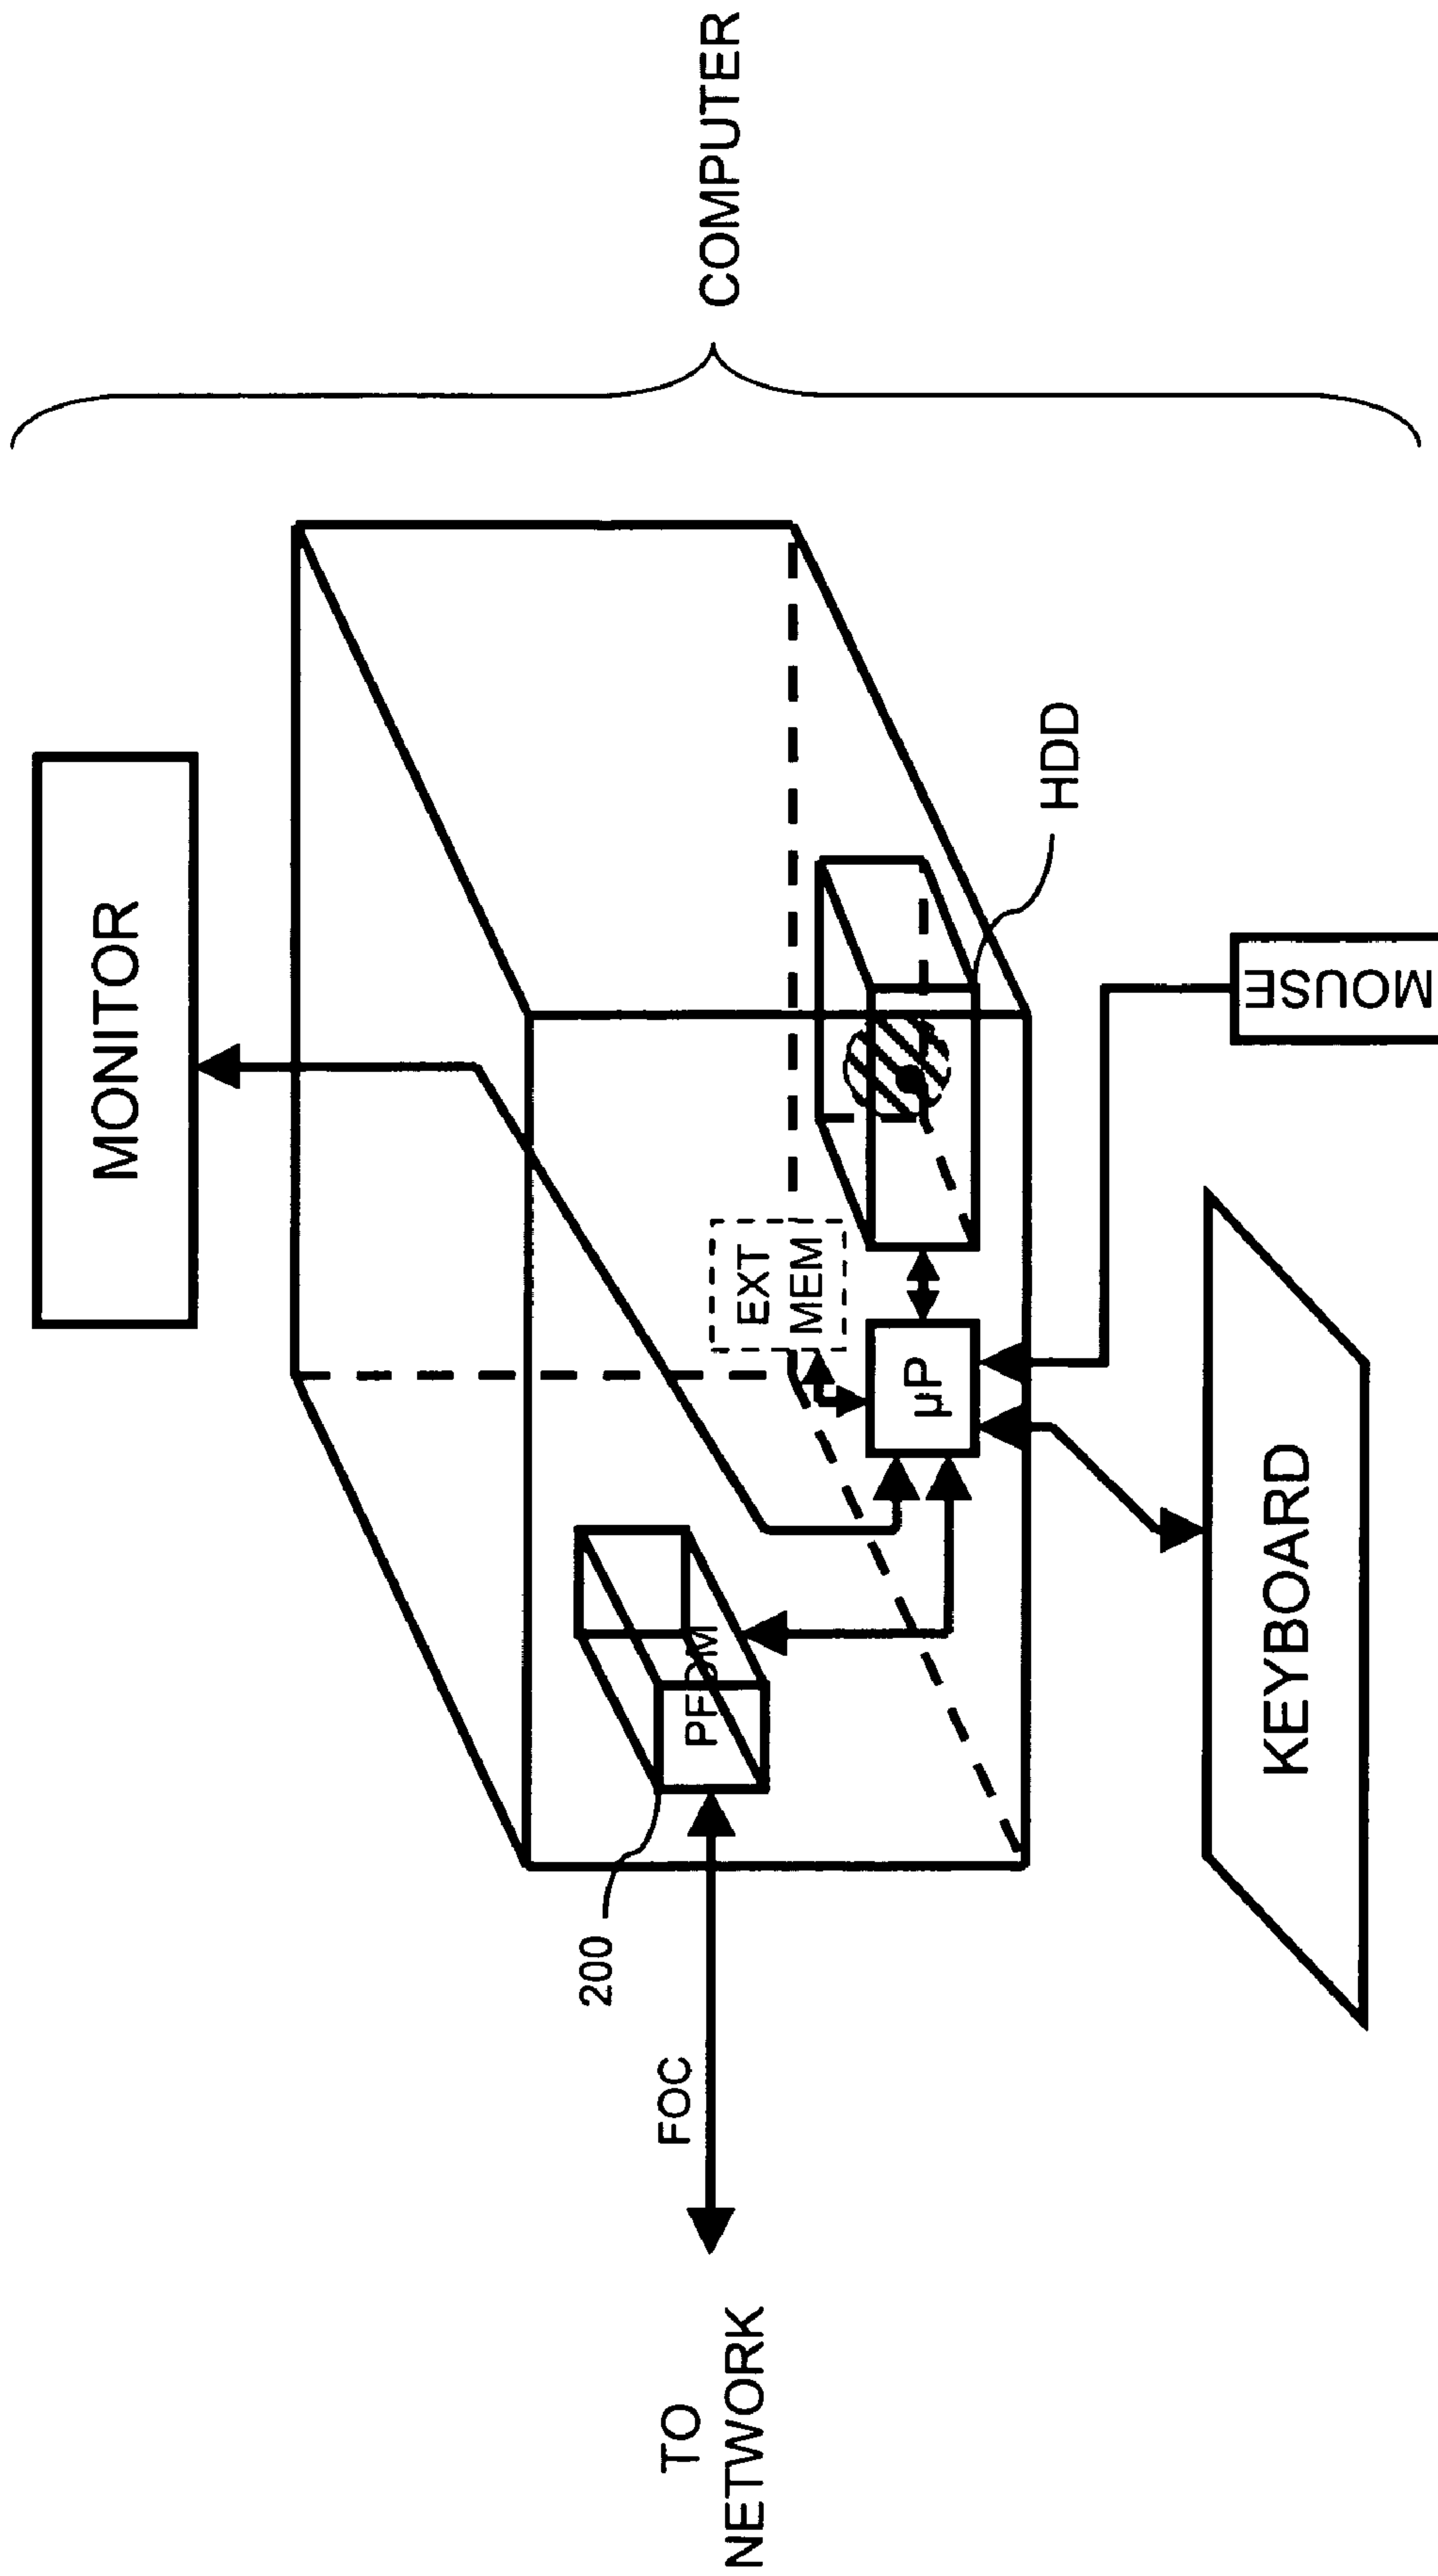 MONITOR
COMPUTER
HDD
EXT
MEM
µP
MOUSE
KEYBOARD
PFDM
200
FOC
TO
NETWORK